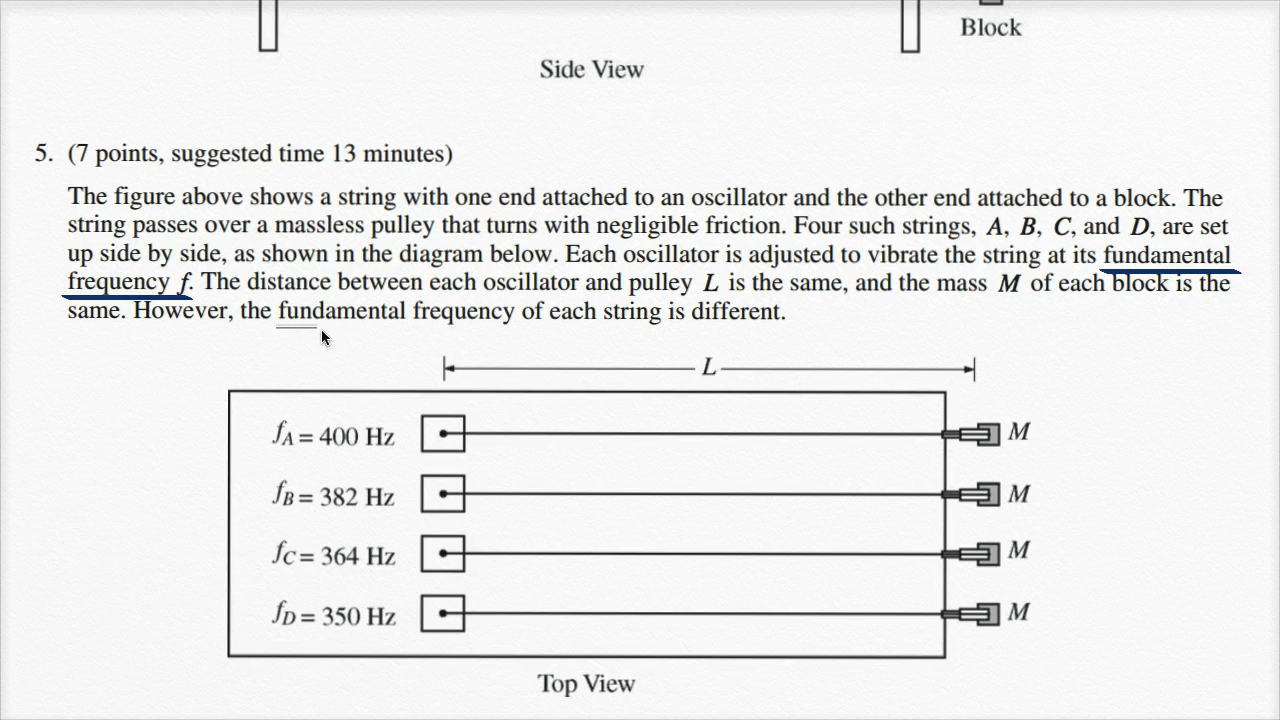 Block
Side View
5. (7 points, suggested time 13 minutes)
The figure above shows a string with one end attached to an oscillator and the other end attached to a block. The
string passes over a massless pulley that turns with negligible friction. Four such strings, A, B, C, and D, are set
up side by side, as shown in the diagram below. Each oscillator is adjusted to vibrate the string at its fundamental
frequency f. The distance between each oscillator and pulley L is the same, and the mass M of each block is the
same. However, the fundamental frequency of each string is different.
L
fA = 400 Hz M
fB = 382 Hz M
fC = 364 Hz M
fD = 350 Hz M
Top View